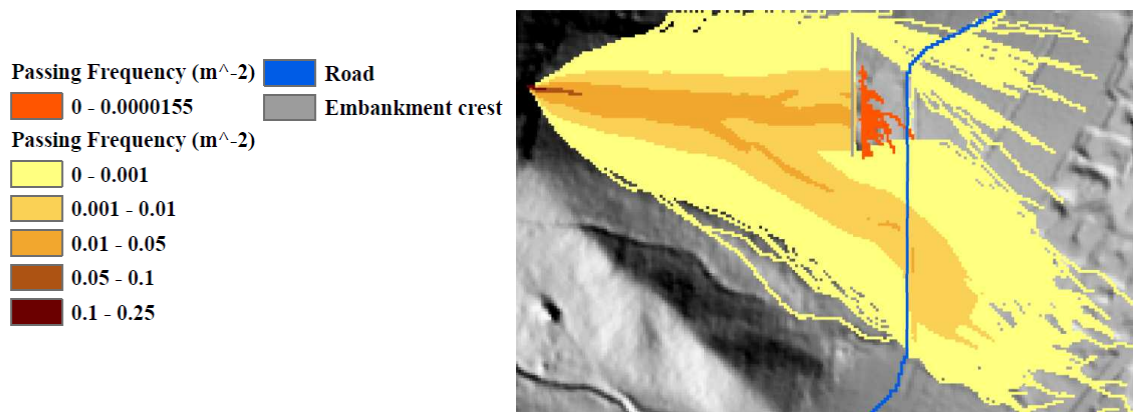 Passing Frequency (m^-2)
0 - 0.0000155
Passing Frequency (m^-2)
0 - 0.001
0.001 - 0.01
0.01 - 0.05
0.05 - 0.1
0.1 - 0.25
Road
Embankment crest